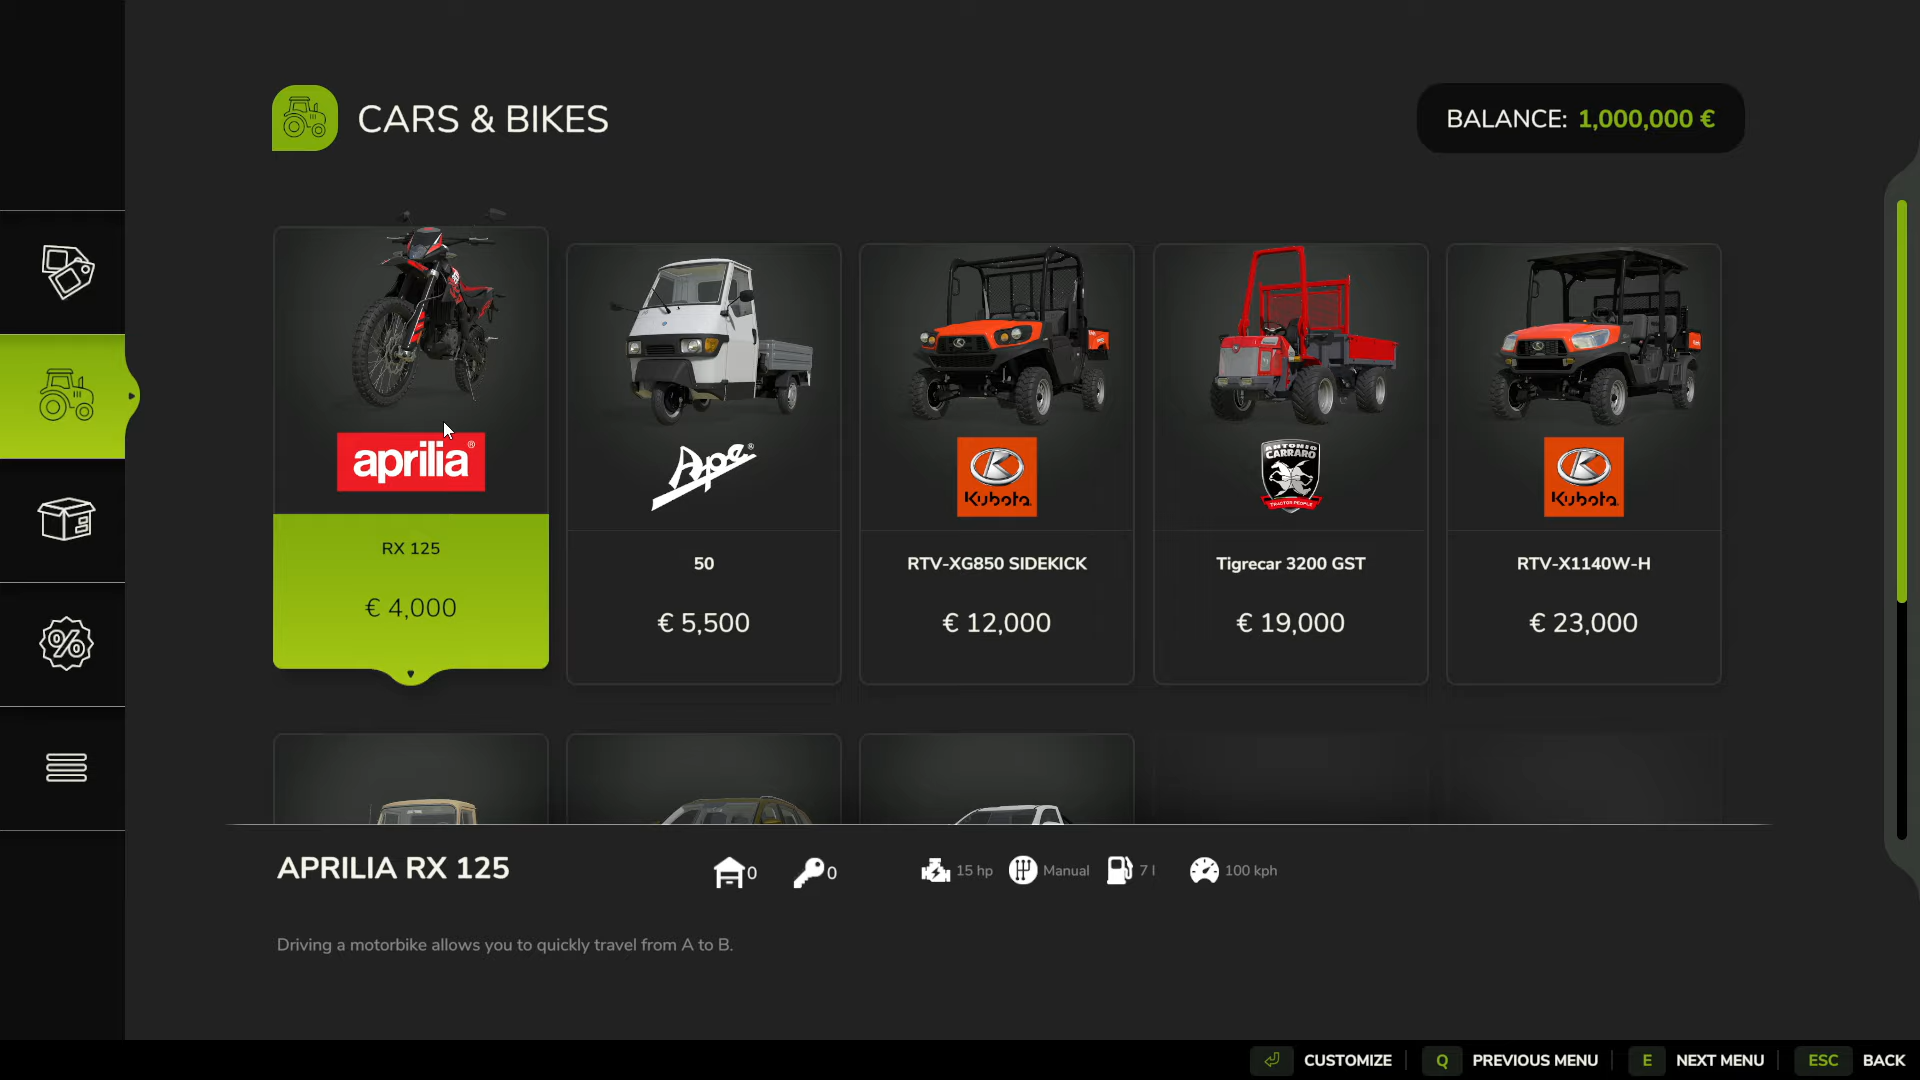 CARS & BIKES
BALANCE: 1,000,000 €
aprilia®
Ape®
Kubota
ANTONIO CARRARO
TRACTOR PEOPLE
Kubota
RX 125
€ 4,000
50
€ 5,500
RTV-XG850 SIDEKICK
€ 12,000
Tigrecar 3200 GST
€ 19,000
RTV-X1140W-H
€ 23,000
APRILIA RX 125
0
0
15 hp
Manual
7 l
100 kph
Driving a motorbike allows you to quickly travel from A to B.
CUSTOMIZE
Q PREVIOUS MENU
E NEXT MENU
ESC BACK